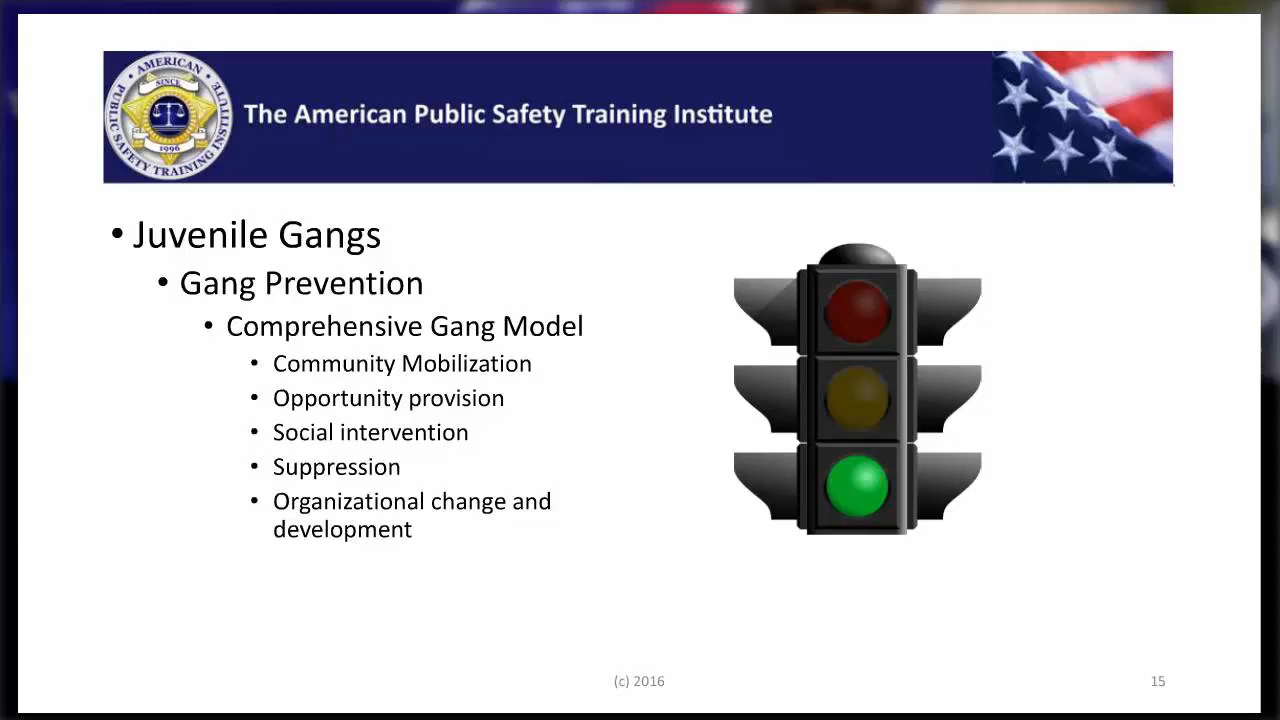 AMERICAN
SINCE
1996
PUBLIC SAFETY TRAINING INSTITUTE
The American Public Safety Training Institute
• Juvenile Gangs
• Gang Prevention
• Comprehensive Gang Model
• Community Mobilization
• Opportunity provision
• Social intervention
• Suppression
• Organizational change and
development
(c) 2016
15